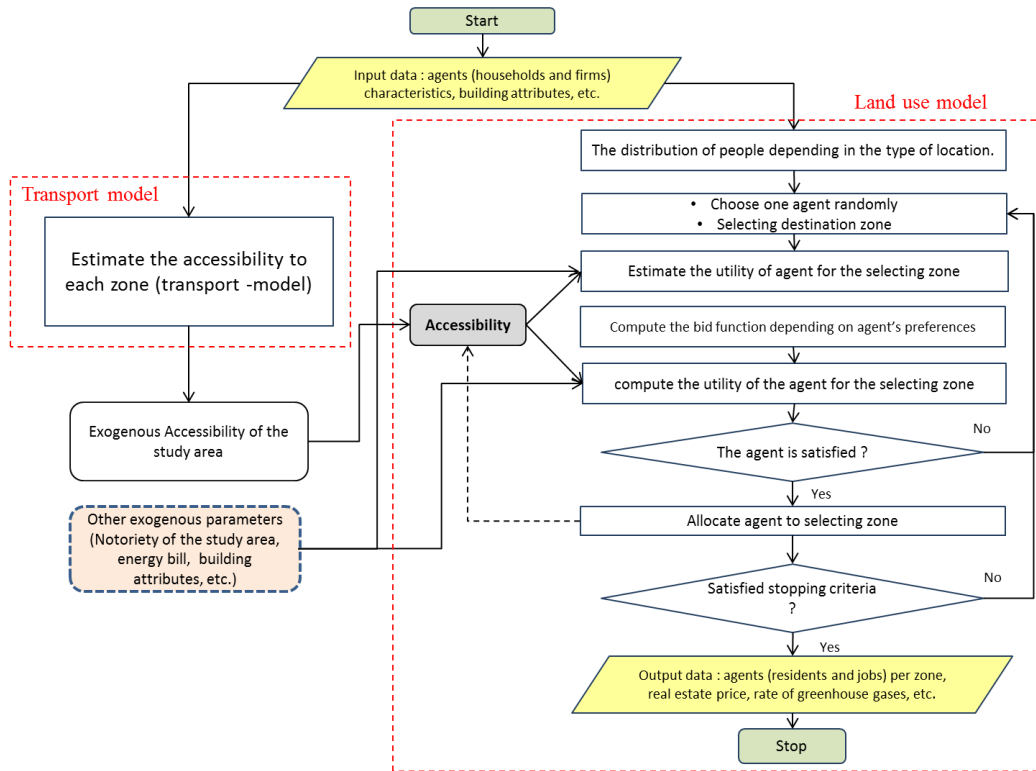 Start
Input data : agents (households and firms)
characteristics, building attributes, etc.
Land use model
The distribution of people depending in the type of location.
Transport model
• Choose one agent randomly
• Selecting destination zone
Estimate the accessibility to
each zone (transport -model)
Estimate the utility of agent for the selecting zone
Accessibility
Compute the bid function depending on agent's preferences
compute the utility of the agent for the selecting zone
Exogenous Accessibility of the
study area
No
The agent is satisfied ?
Yes
Other exogenous parameters
(Notoriety of the study area,
energy bill, building
attributes, etc.)
Allocate agent to selecting zone
No
Satisfied stopping criteria
?
Yes
Output data : agents (residents and jobs) per zone,
real estate price, rate of greenhouse gases, etc.
Stop